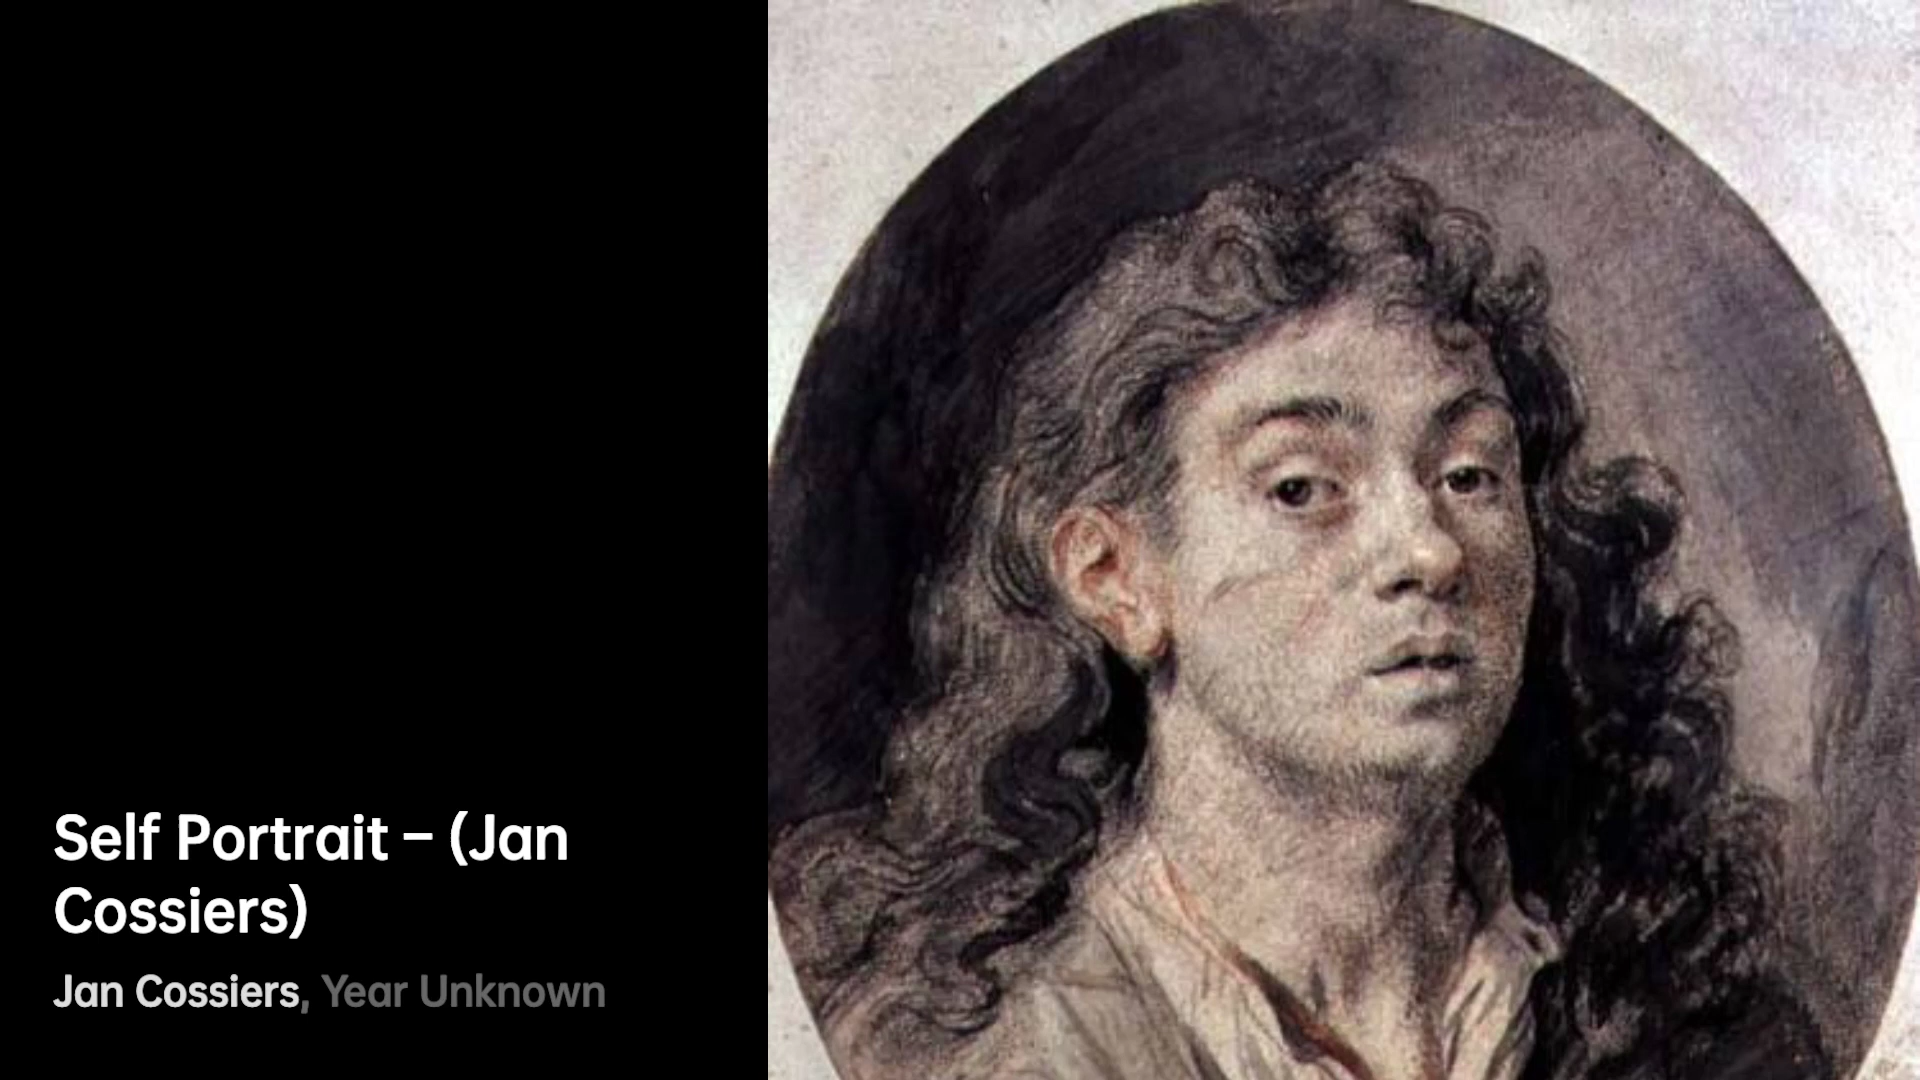 Self Portrait – (Jan
Cossiers)
Jan Cossiers, Year Unknown